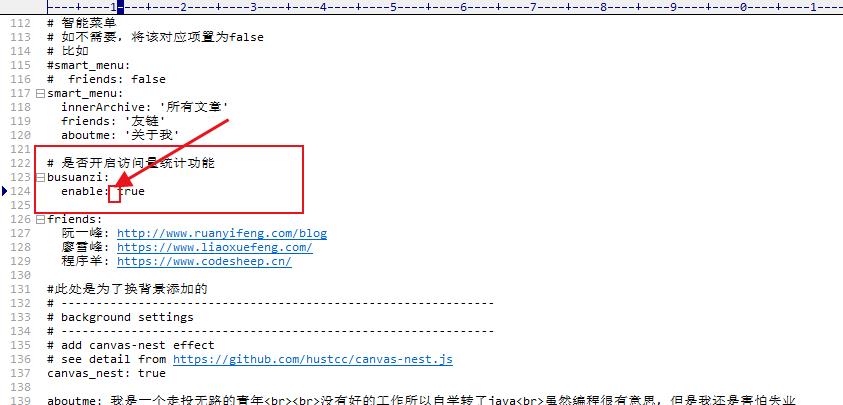 ----+----1----+----2----+----3----+----4----+----5----+----6----+----7----+----8----+----9----+----0----+----1----
112 # 智能菜单
113 # 如不需要，将该对应项置为false
114 # 比如
115 #smart_menu:
116 #  friends: false
117 smart_menu:
118   innerArchive: '所有文章'
119   friends: '友链'
120   aboutme: '关于我'
121
122 # 是否开启访问量统计功能
123 busuanzi:
124   enable: true
125
126 friends:
127   阮一峰: http://www.ruanyifeng.com/blog
128   廖雪峰: https://www.liaoxuefeng.com/
129   程序羊: https://www.codesheep.cn/
130
131 #此处是为了换背景添加的
132 # --------------------------------------------------------------
133 # background settings
134 # --------------------------------------------------------------
135 # add canvas-nest effect
136 # see detail from https://github.com/hustcc/canvas-nest.js
137 canvas_nest: true
138
139 aboutme: 我是一个走投无路的青年<br><br>没有好的工作所以自学转了java<br>虽然编程很有意思，但是我还是害怕失业